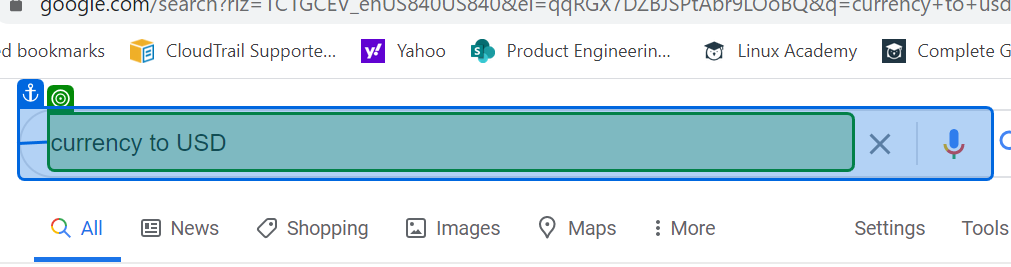 google.com/search?rlz=1C1GCEV_enUS840US840&ei=qqRGX7DZBJSPtAbr9LOoBQ&q=currency+to+usd
ed bookmarks CloudTrail Supporte... Yahoo Product Engineerin... Linux Academy Complete G
currency to USD
All News Shopping Images Maps More Settings Tools